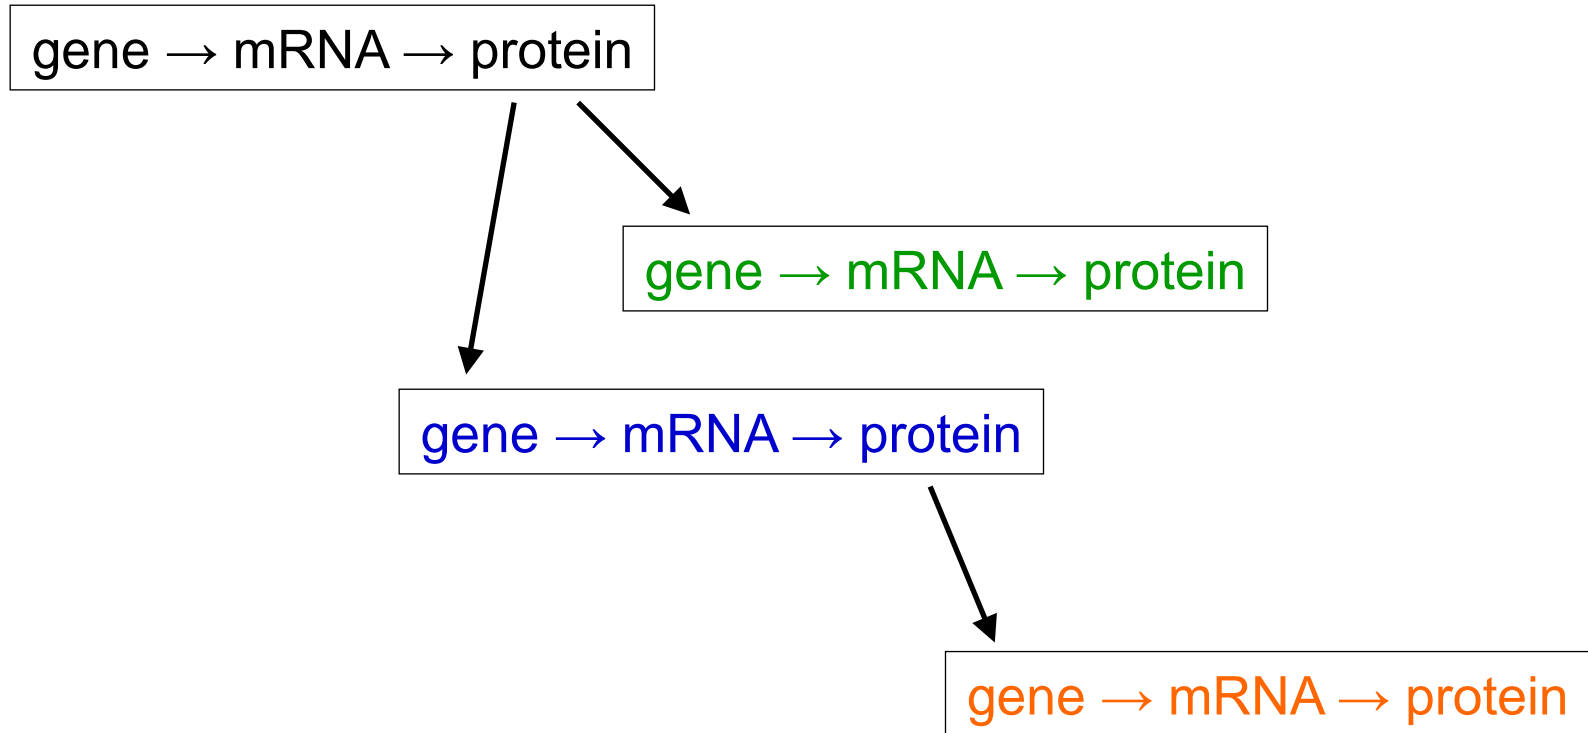 gene → mRNA → protein
gene → mRNA → protein
gene → mRNA → protein
gene → mRNA → protein